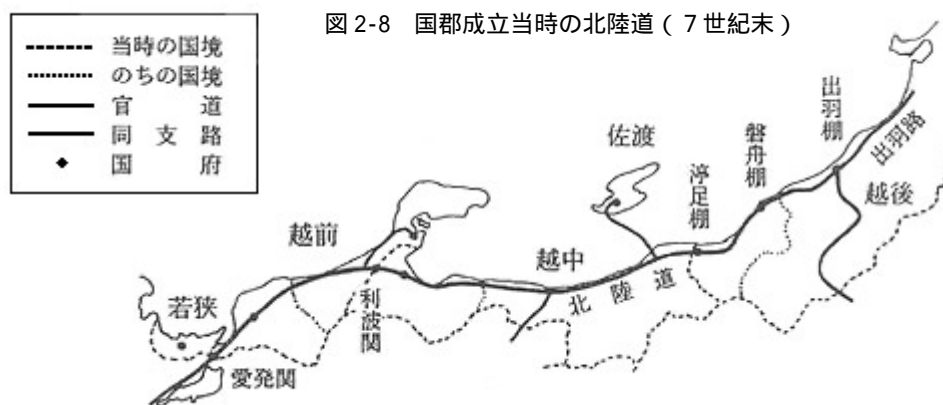 図2-8 国郡成立当時の北陸道（7世紀末）
当時の国境
のちの国境
官道
同支路
国府
若狭
愛発関
越前
利波関
越中
北陸道
佐渡
渟足棚
磐舟棚
出羽棚
出羽路
越後